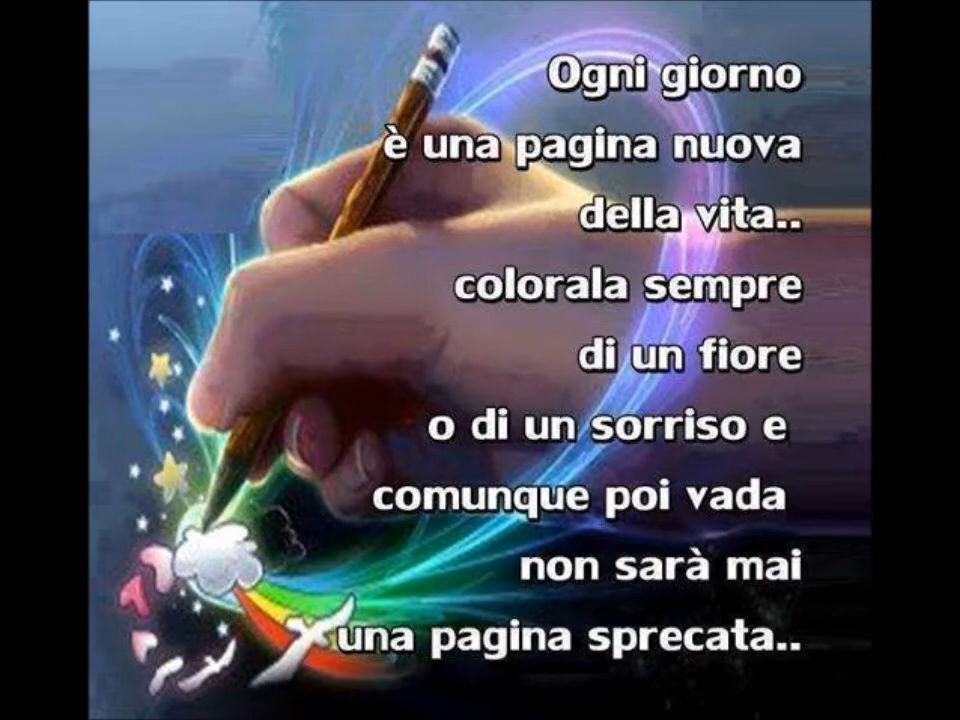 Ogni giorno
è una pagina nuova
della vita..
colorala sempre
di un fiore
o di un sorriso e
comunque poi vada
non sarà mai
una pagina sprecata..